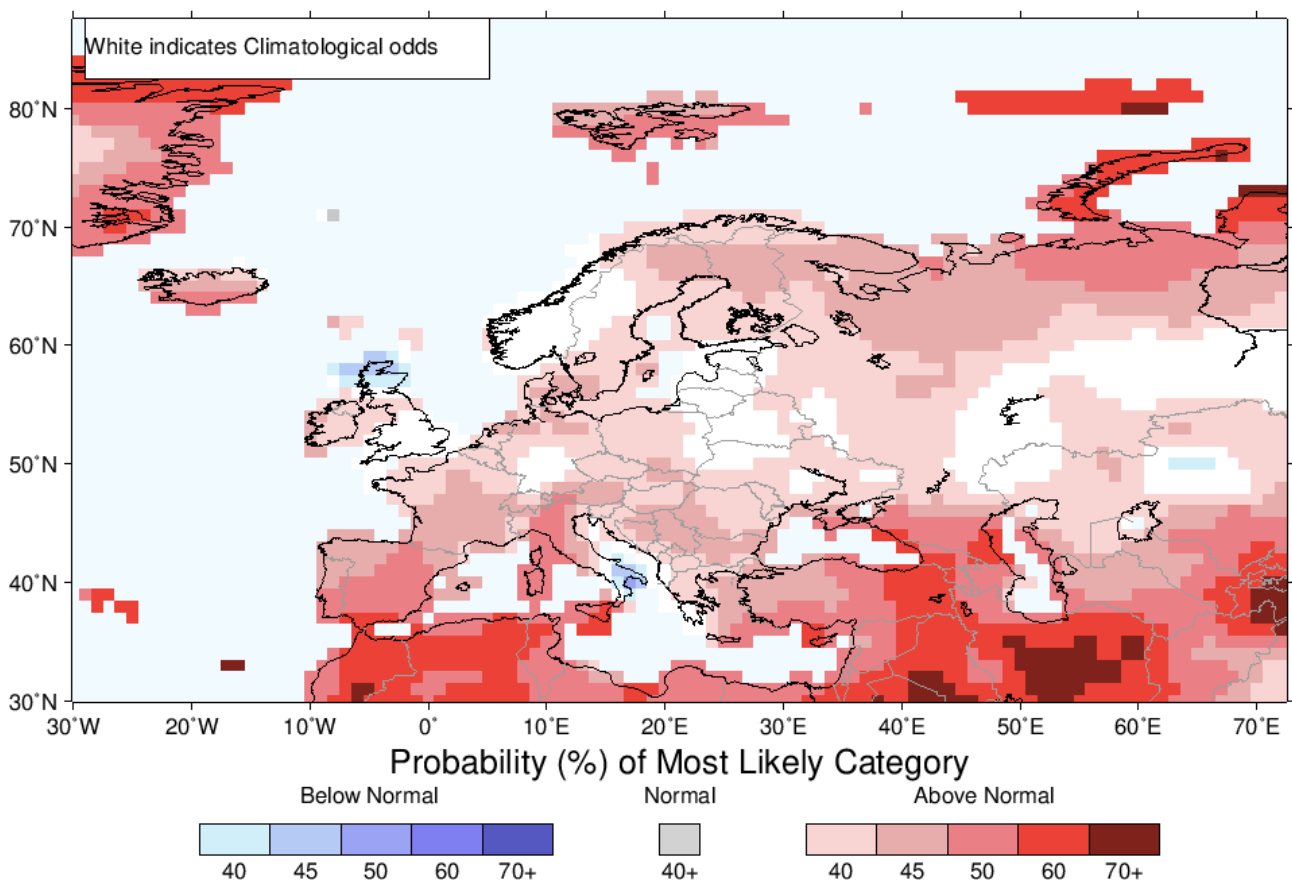 White indicates Climatological odds
80˚N
70˚N
60˚N
50˚N
40˚N
30˚N
30˚W 20˚W 10˚W 0˚ 10˚E 20˚E 30˚E 40˚E 50˚E 60˚E 70˚E
Probability (%) of Most Likely Category
Below Normal Normal Above Normal
40 45 50 60 70+ 40+ 40 45 50 60 70+